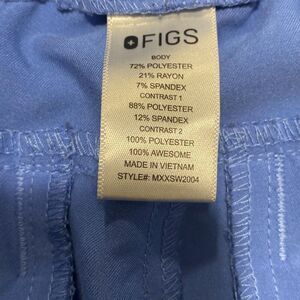 FIGS
BODY
72% POLYESTER
21% RAYON
7% SPANDEX
CONTRAST 1
88% POLYESTER
12% SPANDEX
CONTRAST 2
100% POLYESTER
100% AWESOME
MADE IN VIETNAM
STYLE#: MXXSW2004